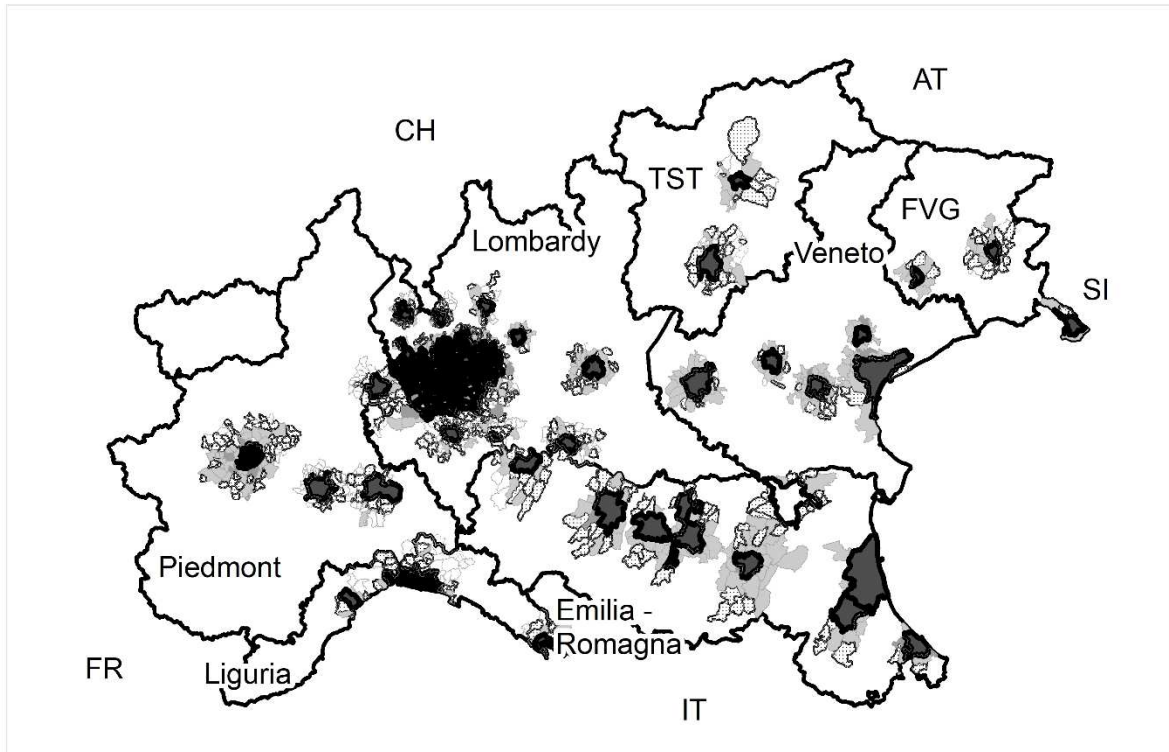 AT
CH
TST
FVG
Lombardy
Veneto
SI
Piedmont
Emilia -
Romagna
FR
Liguria
IT